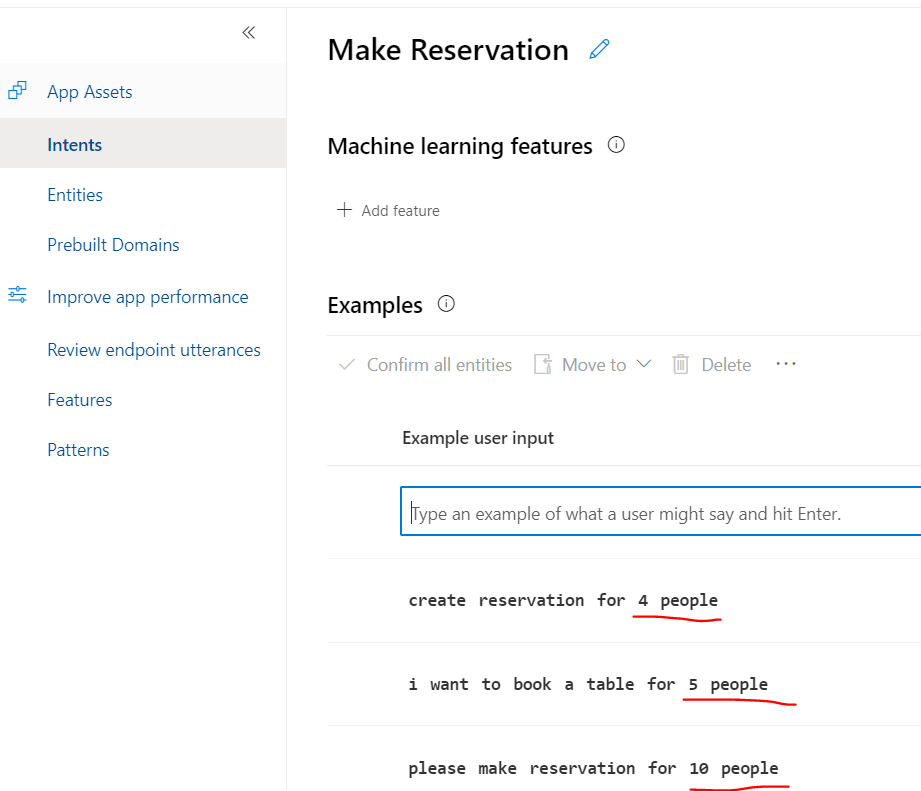 App Assets
Intents
Entities
Prebuilt Domains
Improve app performance
Review endpoint utterances
Features
Patterns
Make Reservation
Machine learning features
Add feature
Examples
Confirm all entities Move to Delete
Example user input
Type an example of what a user might say and hit Enter.
create reservation for 4 people
i want to book a table for 5 people
please make reservation for 10 people